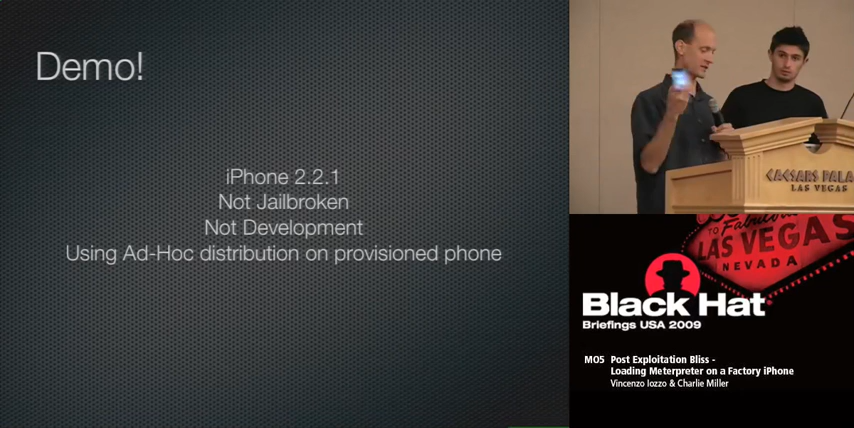 Demo!
iPhone 2.2.1
Not Jailbroken
Not Development
Using Ad-Hoc distribution on provisioned phone
CAESARS PALA
LAS VEGAS
TO Fabulous
LAS VEGAS
NEVADA
Black Hat®
Briefings USA 2009
MO5 Post Exploitation Bliss -
Loading Meterpreter on a Factory iPhone
Vincenzo Iozzo & Charlie Miller